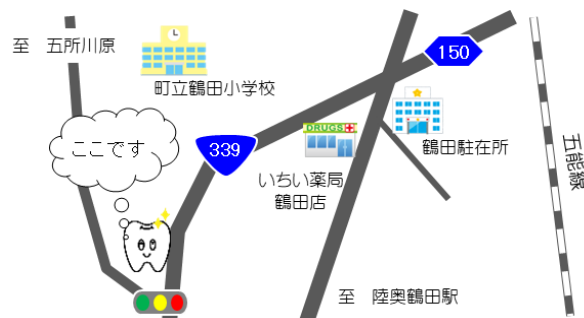 至　五所川原
町立鶴田小学校
150
ここです
339
DRUGS
鶴田駐在所
いちい薬局
鶴田店
五能線
至　陸奥鶴田駅